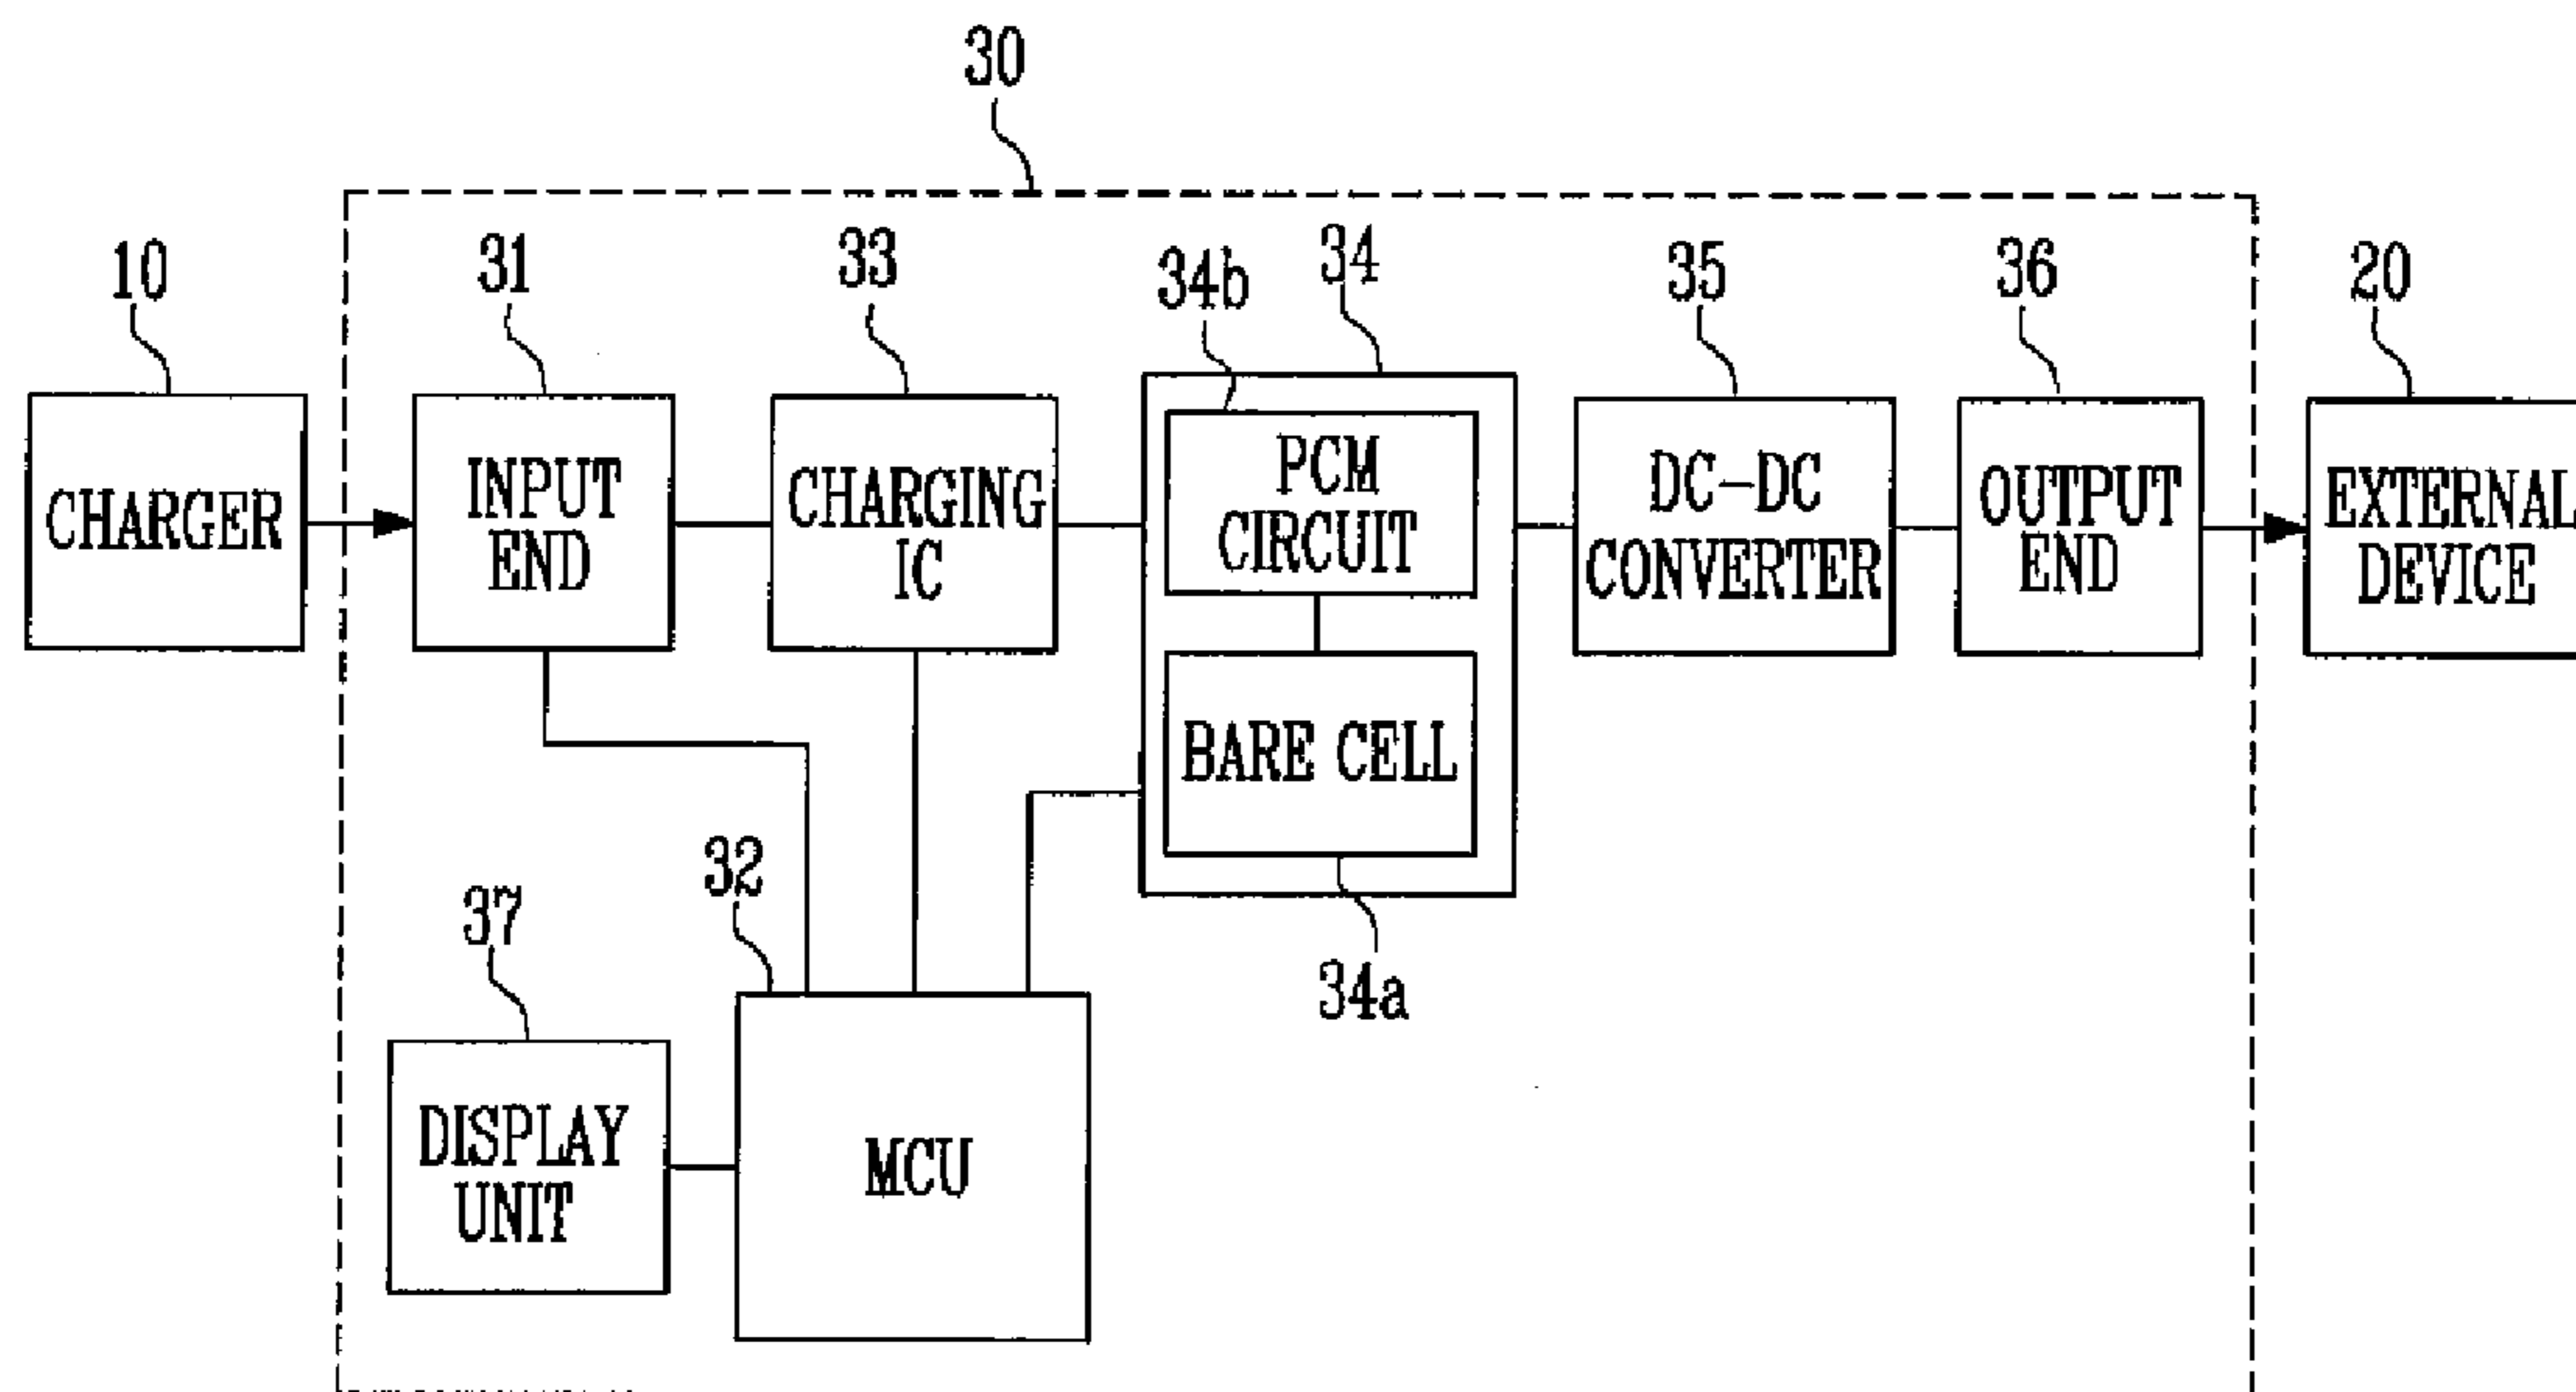 30
10
31
33
34b
34
35
36
20
CHARGER
INPUT
END
CHARGING
IC
PCM
CIRCUIT
BARE CELL
DC-DC
CONVERTER
OUTPUT
END
EXTERNAL
DEVICE
32
37
34a
DISPLAY
UNIT
MCU